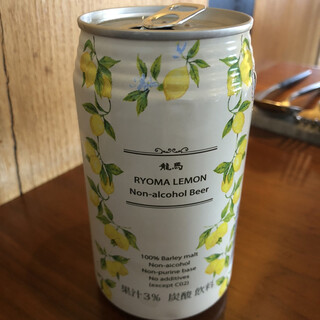 龍馬
RYOMA LEMON
Non-alcohol Beer
100% Barley malt
Non-alcohol
Non-purine base
No additives
(except CO2)
果汁3% 炭酸飲料